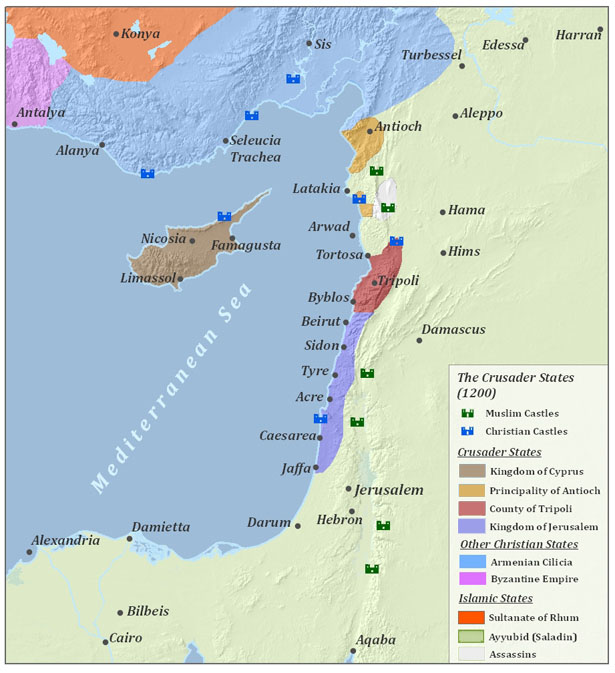 Konya
Sis
Harran
Edessa
Turbessel
Antalya
Aleppo
Alanya
Seleucia
Trachea
Antioch
Latakia
Hama
Arwad
Nicosia
Famagusta
Hims
Tortosa
Limassol
Tripoli
Byblos
Beirut
Damascus
Sidon
Mediterranean Sea
Tyre
Acre
Caesarea
Jaffa
Jerusalem
Hebron
Darum
Damietta
Alexandria
Bilbeis
Cairo
Aqaba
The Crusader States
(1200)
Muslim Castles
Christian Castles
Crusader States
Kingdom of Cyprus
Principality of Antioch
County of Tripoli
Kingdom of Jerusalem
Other Christian States
Armenian Cilicia
Byzantine Empire
Islamic States
Sultanate of Rhum
Ayyubid (Saladin)
Assassins